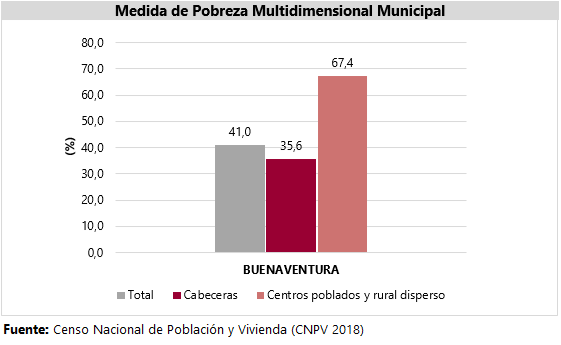 Medida de Pobreza Multidimensional Municipal
80,0
70,0
60,0
50,0
40,0
30,0
20,0
10,0
0,0
(%)
41,0
35,6
67,4
BUENAVENTURA
Total
Cabeceras
Centros poblados y rural disperso
Fuente: Censo Nacional de Población y Vivienda (CNPV 2018)